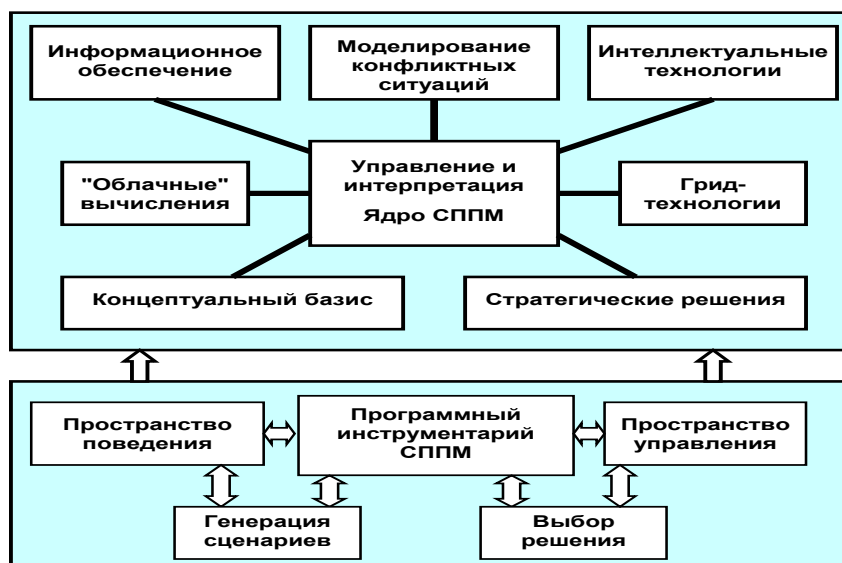 Информационное
обеспечение
Моделирование
конфликтных
ситуаций
Интеллектуальные
технологии
"Облачные"
вычисления
Управление и
интерпретация
Ядро СППМ
Грид-
технологии
Концептуальный базис
Стратегические решения
Пространство
поведения
Программный
инструментарий
СППМ
Пространство
управления
Генерация
сценариев
Выбор
решения